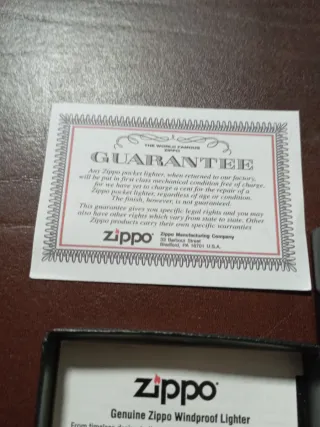 THE WORLD FAMOUS
ZIPPO
GUARANTEE
Any Zippo pocket lighter, when returned to our factory,
will be put in first class mechanical condition free of charge,
for we have yet to charge a cent for the repair of a
Zippo pocket lighter, regardless of age or condition.
The finish, however, is not guaranteed.
This guarantee gives you specific legal rights and you may
also have other rights which vary from state to state. Other
Zippo products carry their own specific warranties
Zippo
Zippo Manufacturing Company
33 Barbour Street
Bradford, PA 16701 U.S.A.
Zippo
Genuine Zippo Windproof Lighter
From timeless